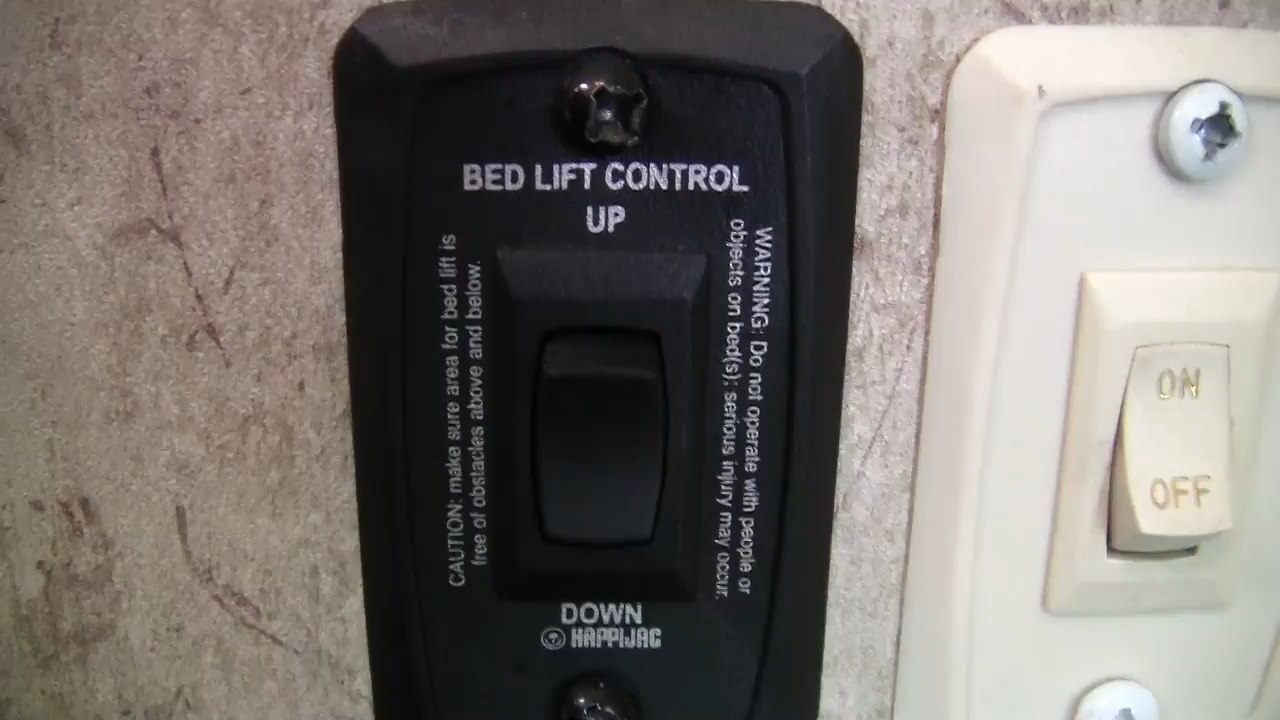 BED LIFT CONTROL
UP
CAUTION: make sure area for bed lift is
free of obstacles above and below.
WARNING: Do not operate with people or
objects on bed(s); serious injury may occur.
DOWN
HAPPIJAC
ON
OFF